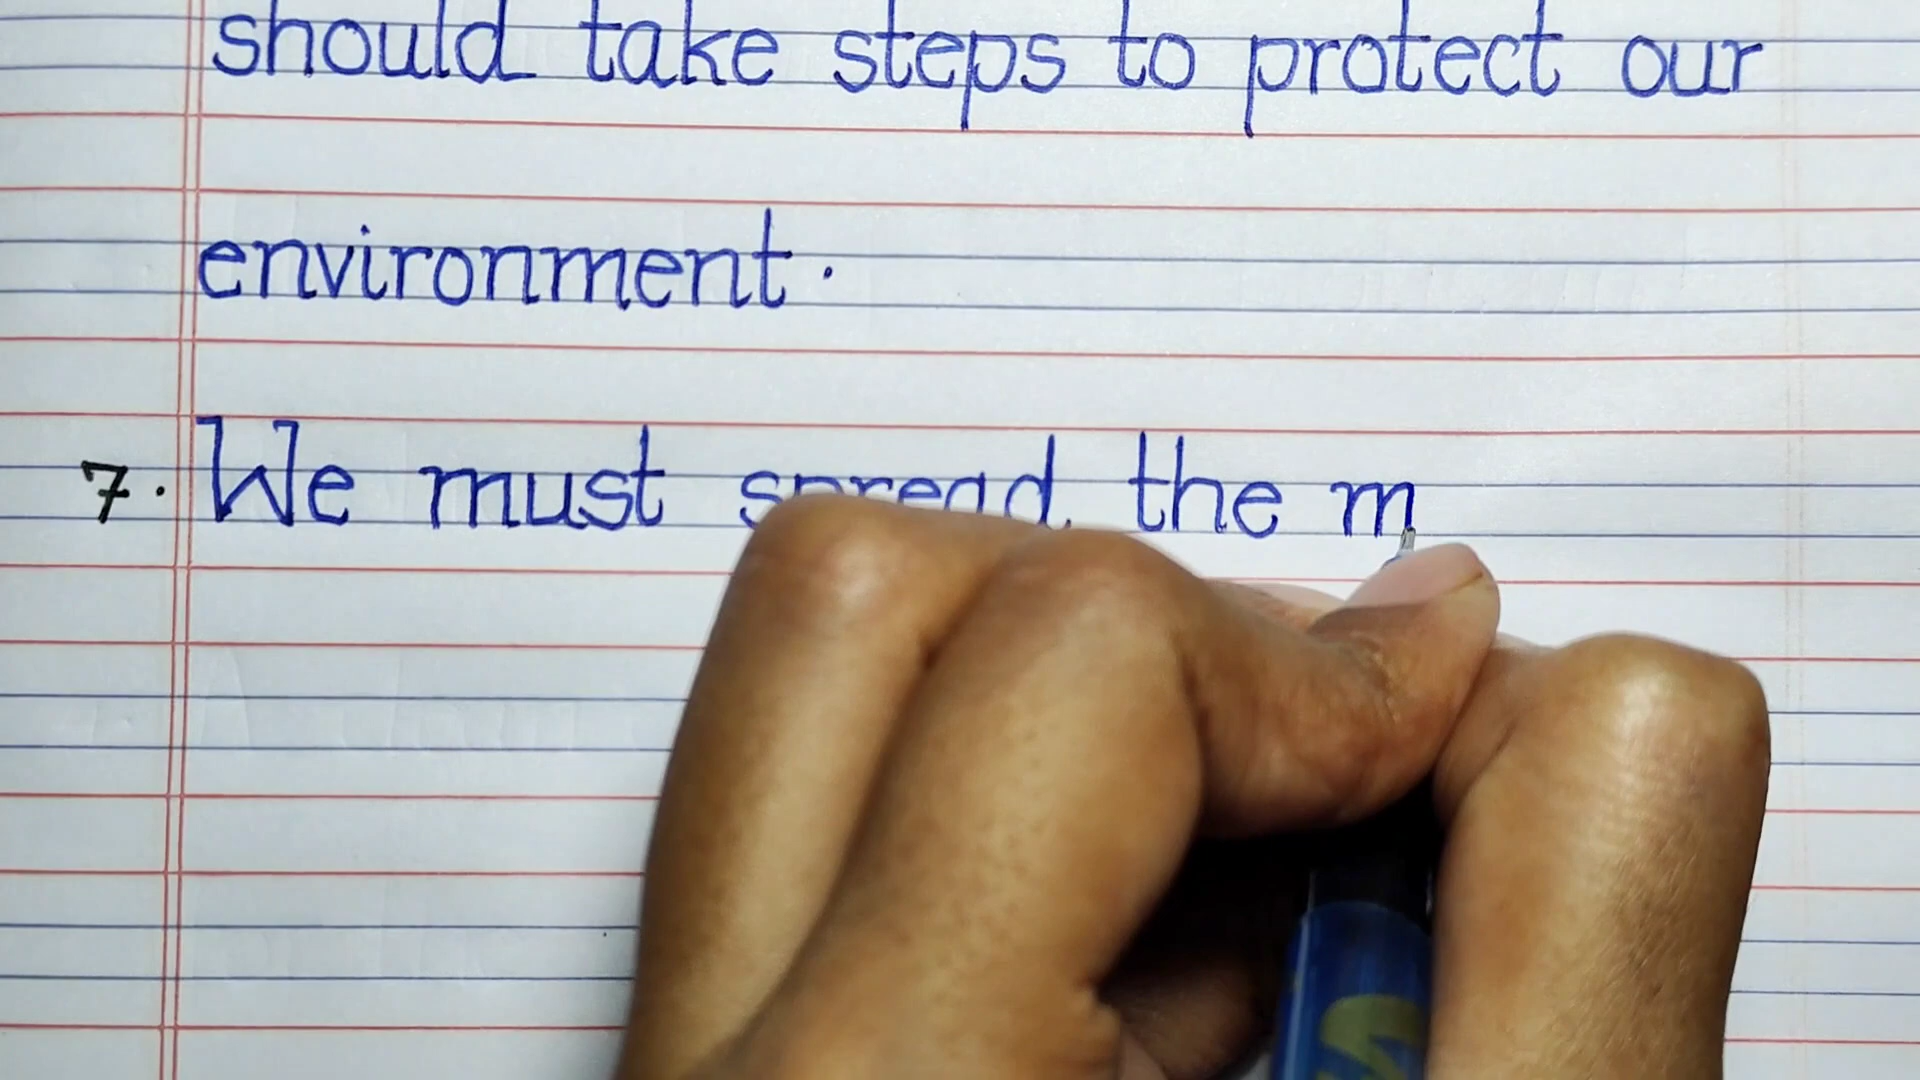 should take steps to protect our
environment.
7. We must spread the m